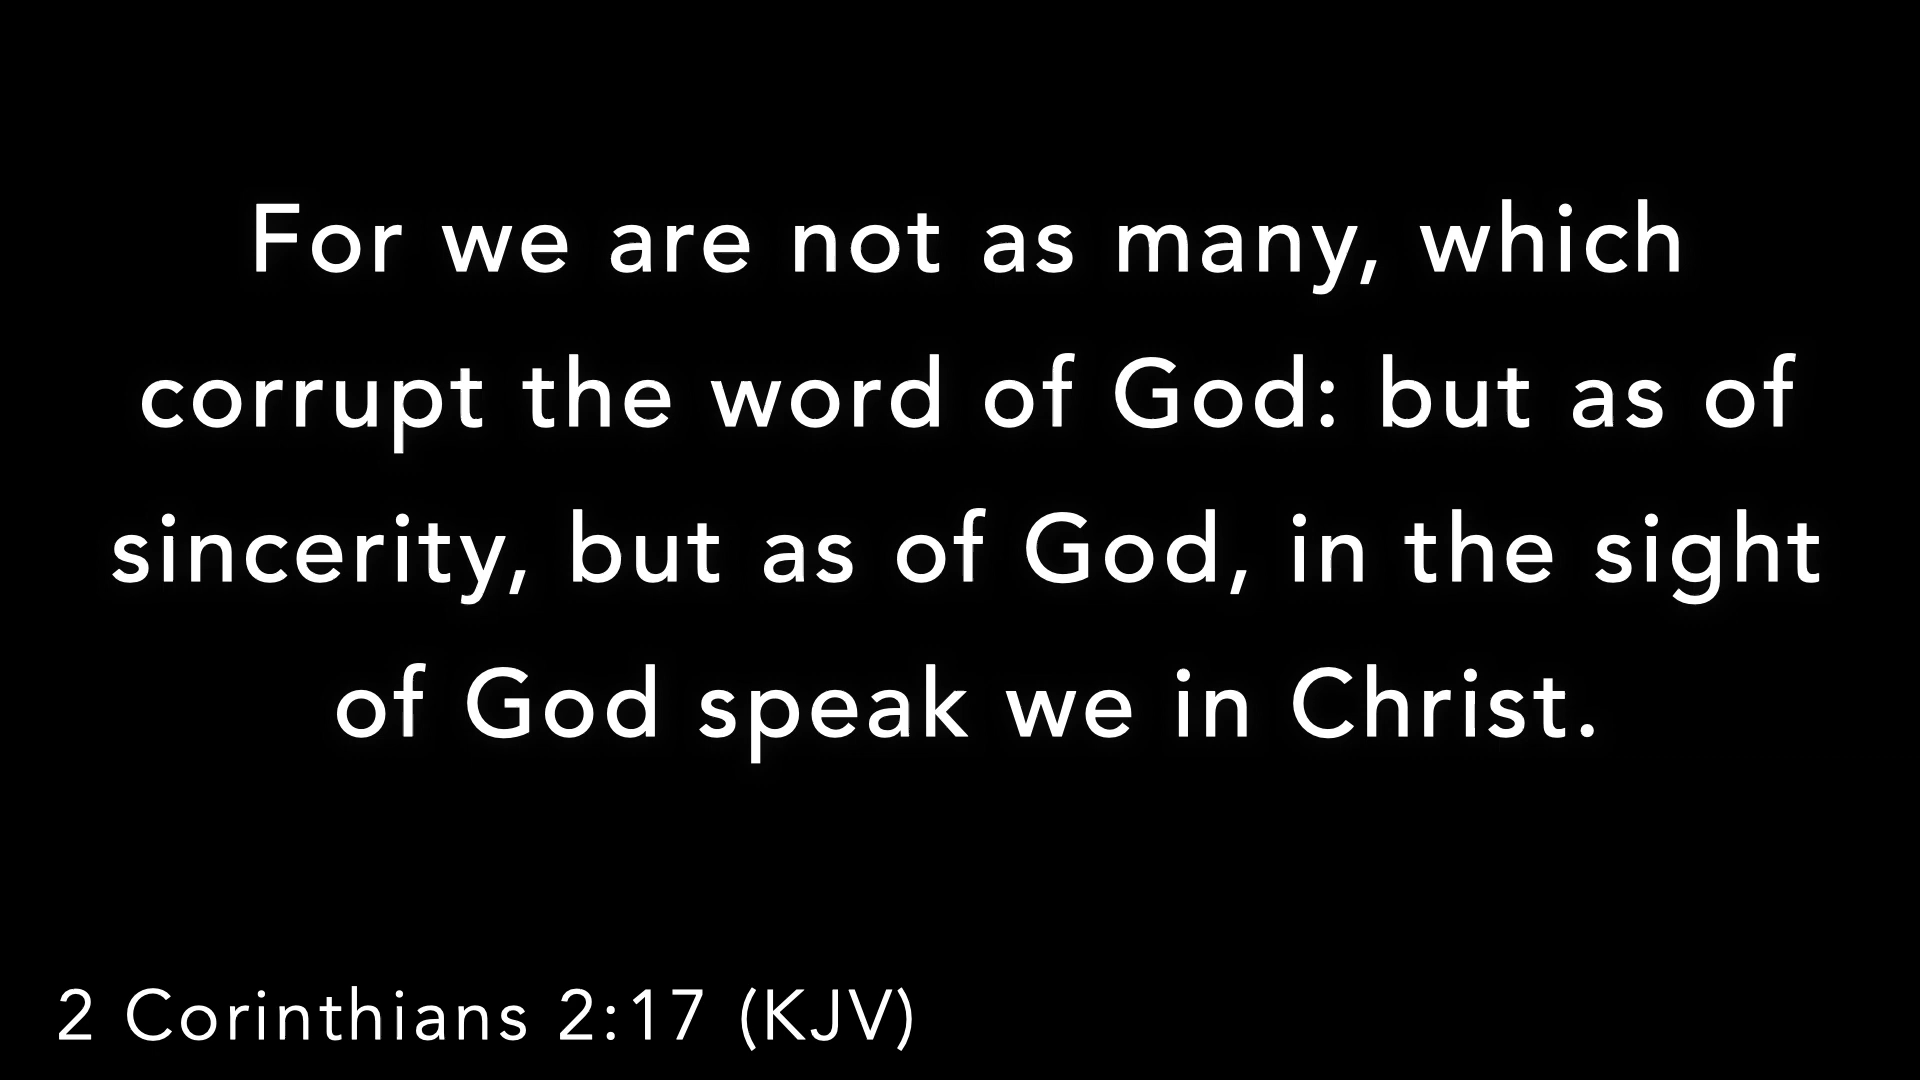 For we are not as many, which
corrupt the word of God: but as of
sincerity, but as of God, in the sight
of God speak we in Christ.
2 Corinthians 2:17 (KJV)